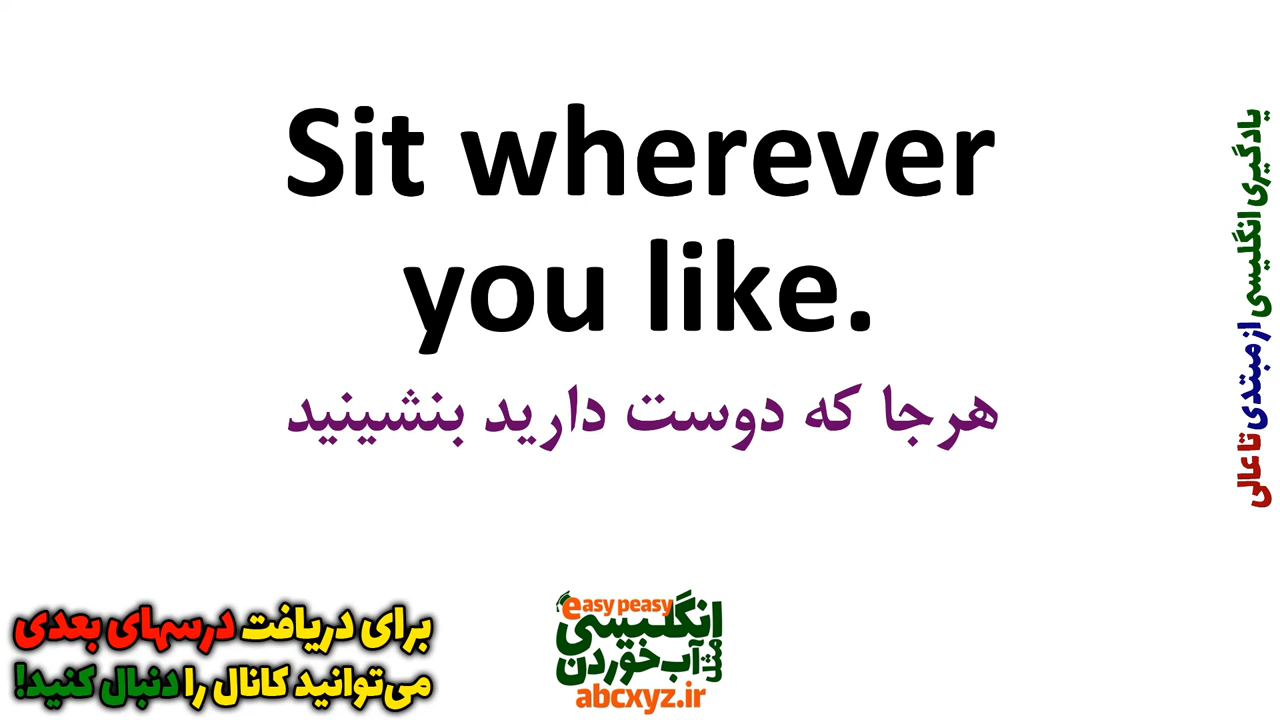 Sit wherever
you like.
هرجا که دوست دارید بنشینید
یادگیری انگلیسی از مبتدی تا عالی
برای دریافت درسهای بعدی
می‌توانید کانال را دنبال کنید!
easy peasy
انگلیسی
مثل آب خوردن
abcxyz.ir